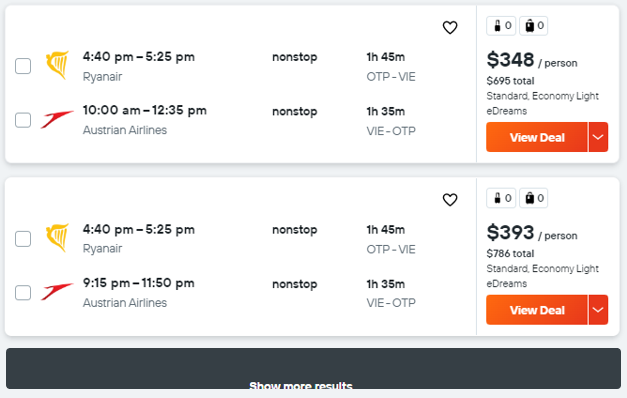 4:40 pm – 5:25 pm nonstop 1h 45m
Ryanair OTP - VIE
10:00 am – 12:35 pm nonstop 1h 35m
Austrian Airlines VIE - OTP
0 0
$348 / person
$695 total
Standard, Economy Light
eDreams
View Deal
4:40 pm – 5:25 pm nonstop 1h 45m
Ryanair OTP - VIE
9:15 pm – 11:50 pm nonstop 1h 35m
Austrian Airlines VIE - OTP
0 0
$393 / person
$786 total
Standard, Economy Light
eDreams
View Deal
Show more results